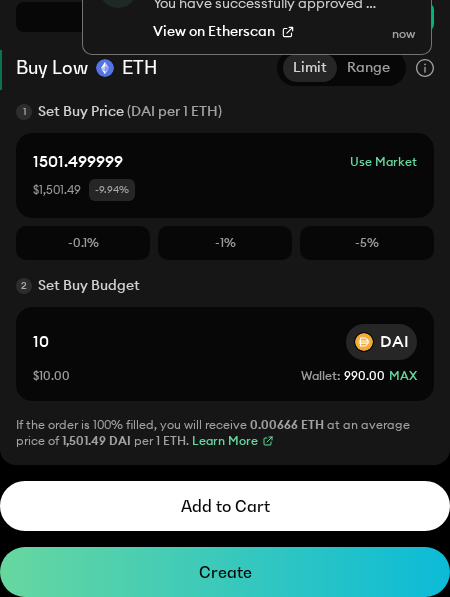 You have successfully approved ...
View on Etherscan
now
Buy Low ETH
Limit Range
1 Set Buy Price (DAI per 1 ETH)
1501.499999
Use Market
$1,501.49 -9.94%
-0.1% -1% -5%
2 Set Buy Budget
10
DAI
$10.00
Wallet: 990.00 MAX
If the order is 100% filled, you will receive 0.00666 ETH at an average
price of 1,501.49 DAI per 1 ETH. Learn More
Add to Cart
Create